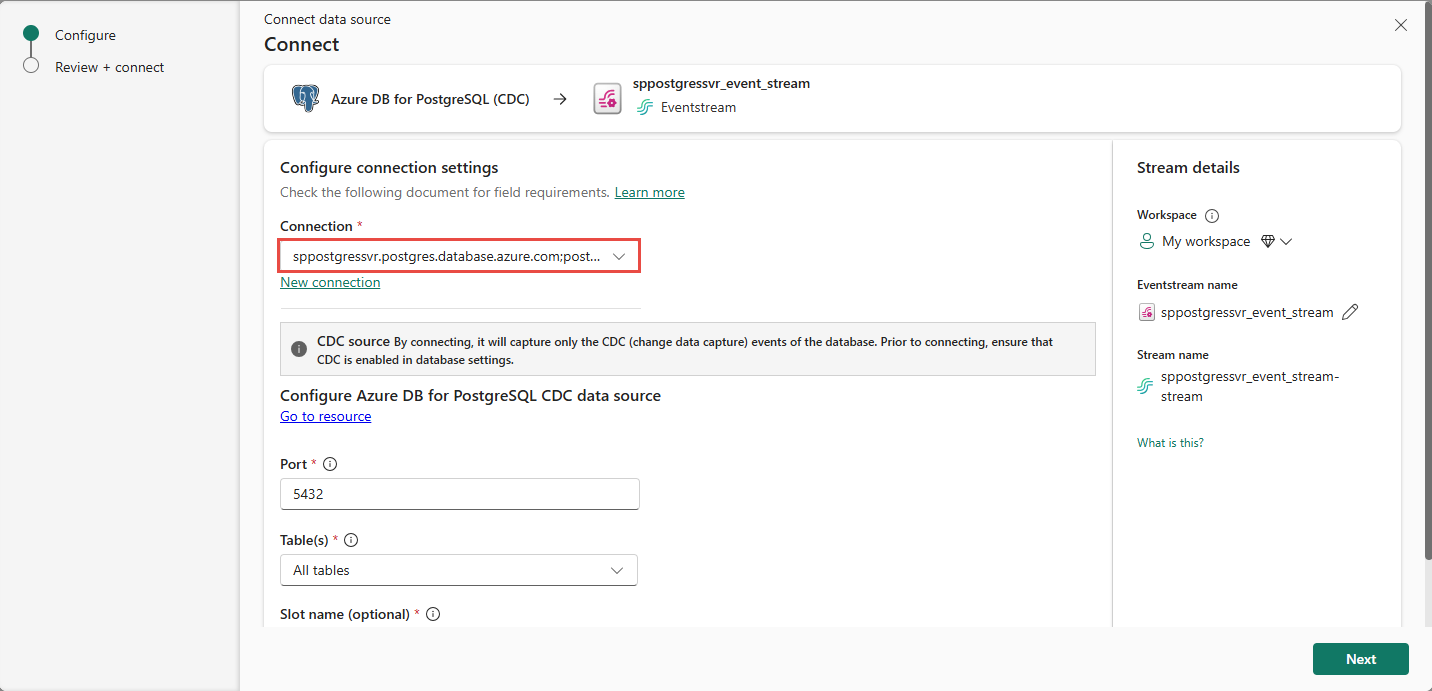 Configure
Review + connect
Connect data source
Connect
Azure DB for PostgreSQL (CDC)
sppostgressvr_event_stream
Eventstream
Configure connection settings
Check the following document for field requirements. Learn more
Connection *
sppostgressvr.postgres.database.azure.com;post...
New connection
CDC source By connecting, it will capture only the CDC (change data capture) events of the database. Prior to connecting, ensure that
CDC is enabled in database settings.
Configure Azure DB for PostgreSQL CDC data source
Go to resource
Port *
5432
Table(s) *
All tables
Slot name (optional) *
Stream details
Workspace
My workspace
Eventstream name
sppostgressvr_event_stream
Stream name
sppostgressvr_event_stream-
stream
What is this?
Next